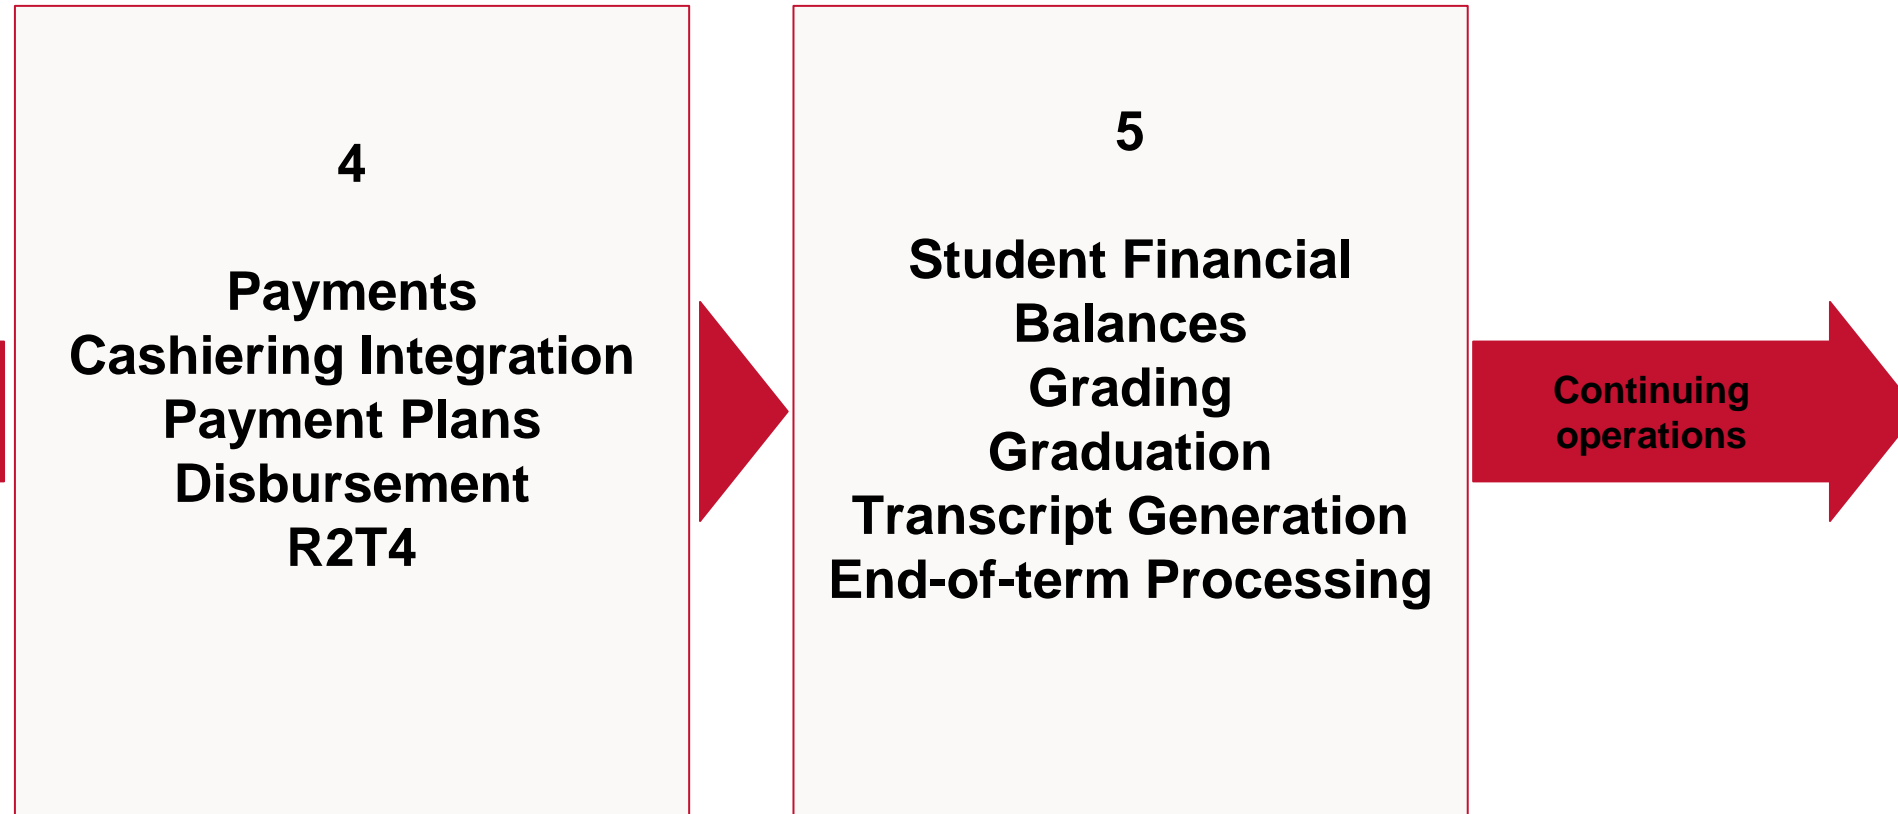 4
Payments
Cashiering Integration
Payment Plans
Disbursement
R2T4
5
Student Financial
Balances
Grading
Graduation
Transcript Generation
End-of-term Processing
Continuing
operations